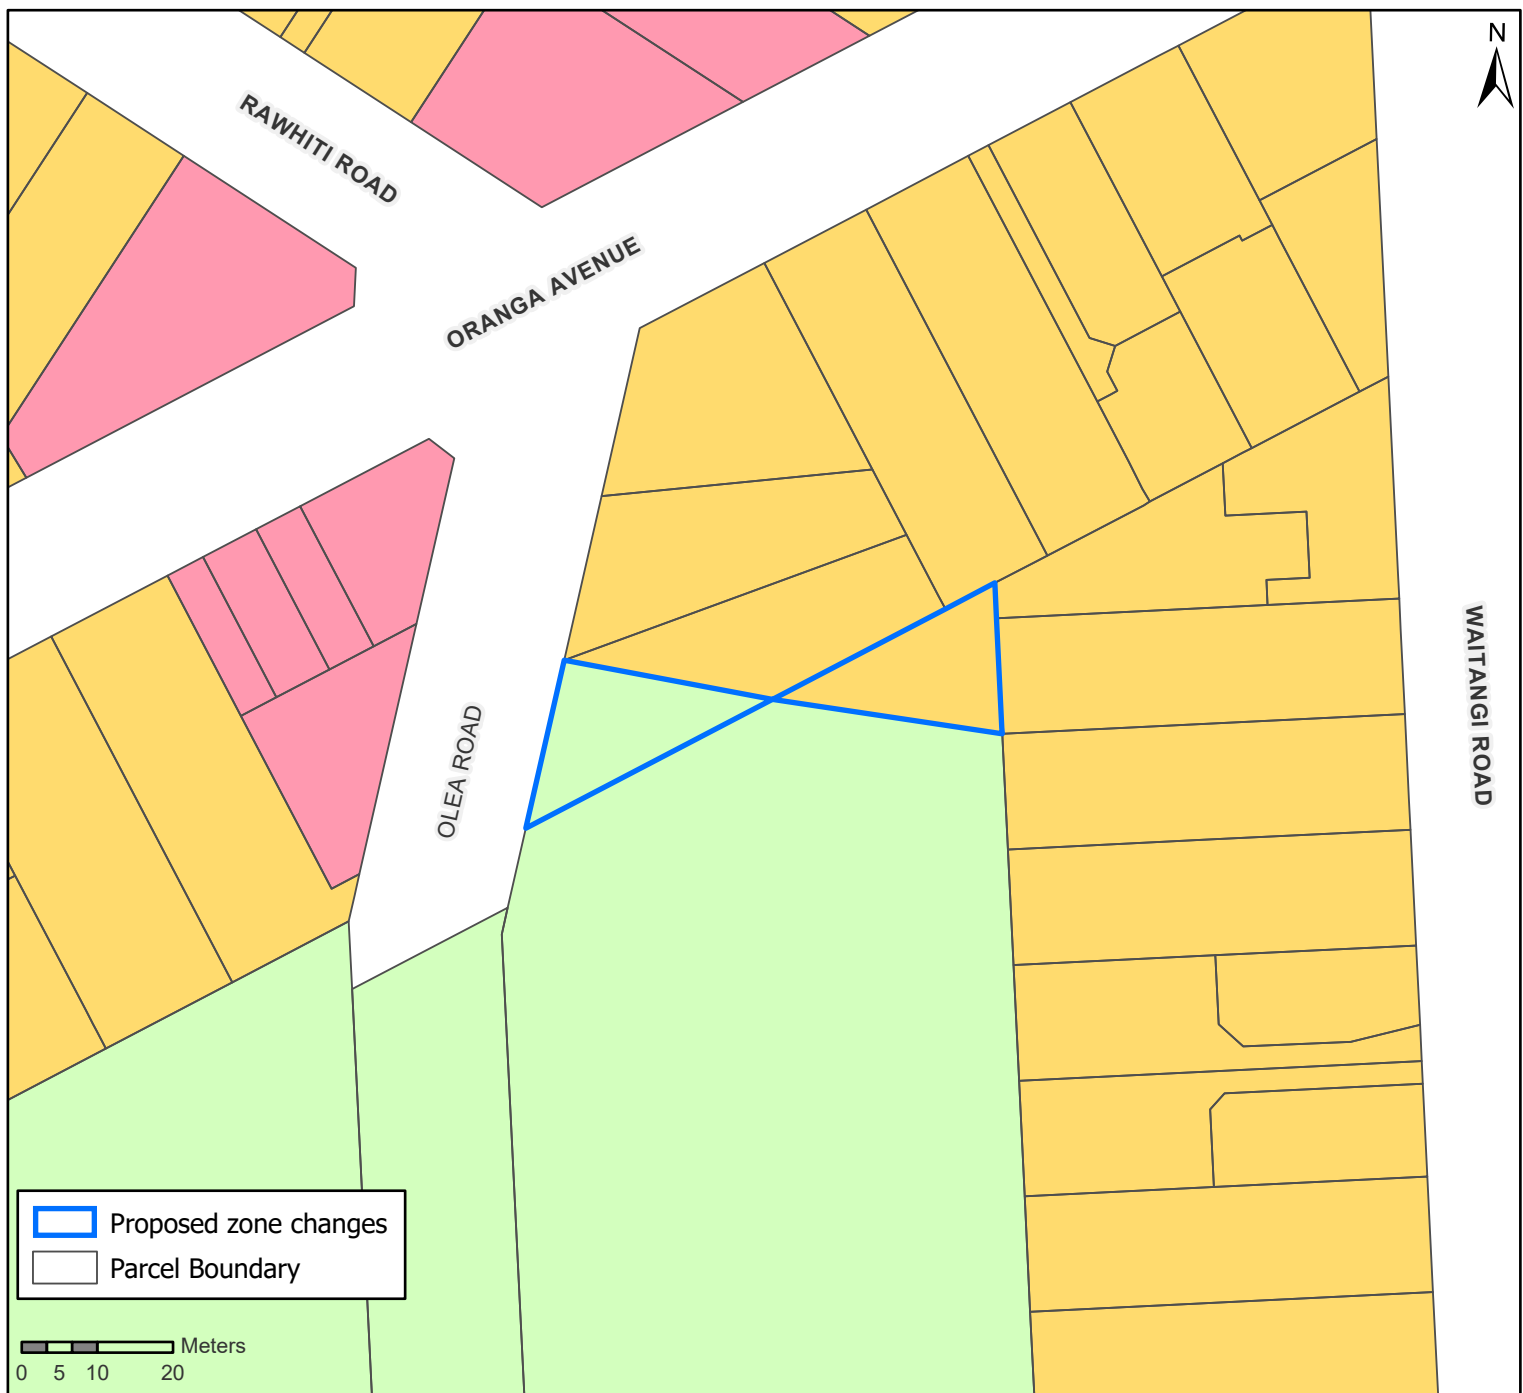 N
RAWHITI ROAD
ORANGA AVENUE
OLEA ROAD
WAITANGI ROAD
Proposed zone changes
Parcel Boundary
Meters
0 5 10 20